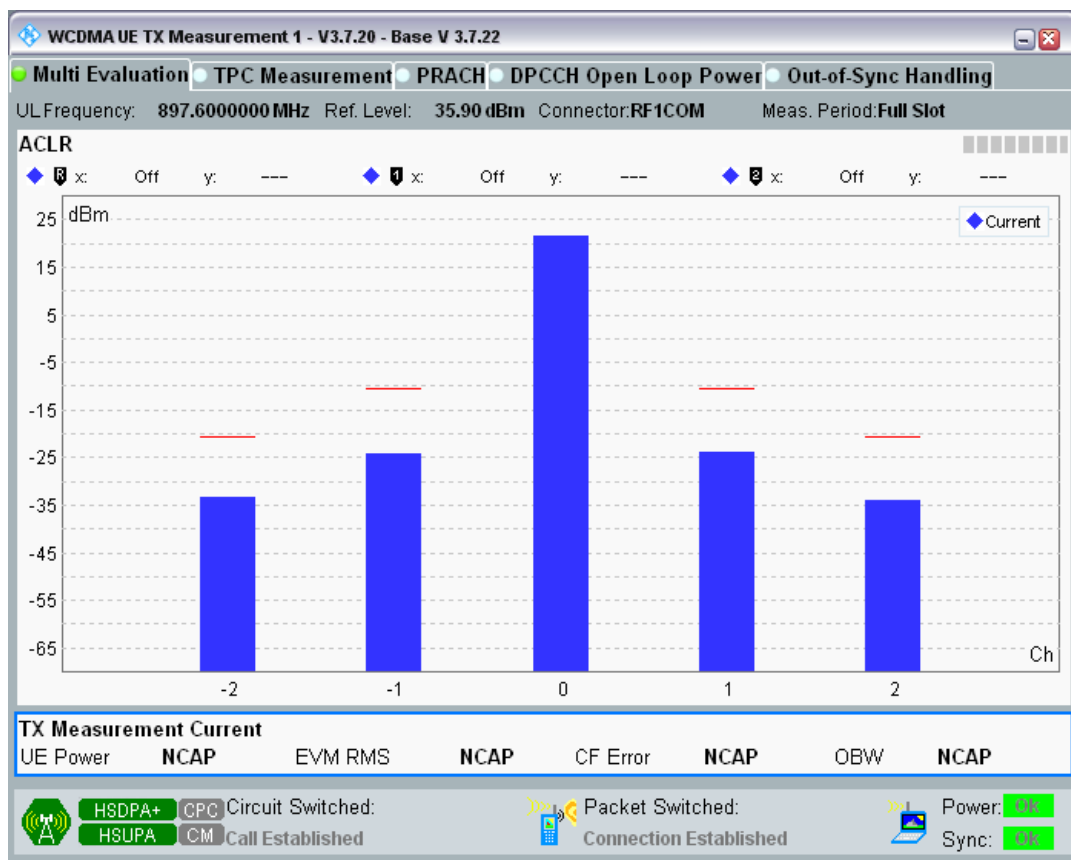 WCDMA UE TX Measurement 1 - V3.7.20 - Base V 3.7.22
Multi Evaluation TPC Measurement PRACH DPCCH Open Loop Power Out-of-Sync Handling
UL Frequency: 897.6000000 MHz Ref. Level: 35.90 dBm Connector: RF1COM Meas. Period: Full Slot
ACLR
R x: Off y: --- 1 x: Off y: --- 2 x: Off y: ---
dBm
Current
25
15
5
-5
-15
-25
-35
-45
-55
-65
Ch
-2 -1 0 1 2
TX Measurement Current
UE Power NCAP EVM RMS NCAP CF Error NCAP OBW NCAP
HSDPA+ CPC Circuit Switched: Packet Switched: Power: OK
HSUPA CM Call Established Connection Established Sync: OK